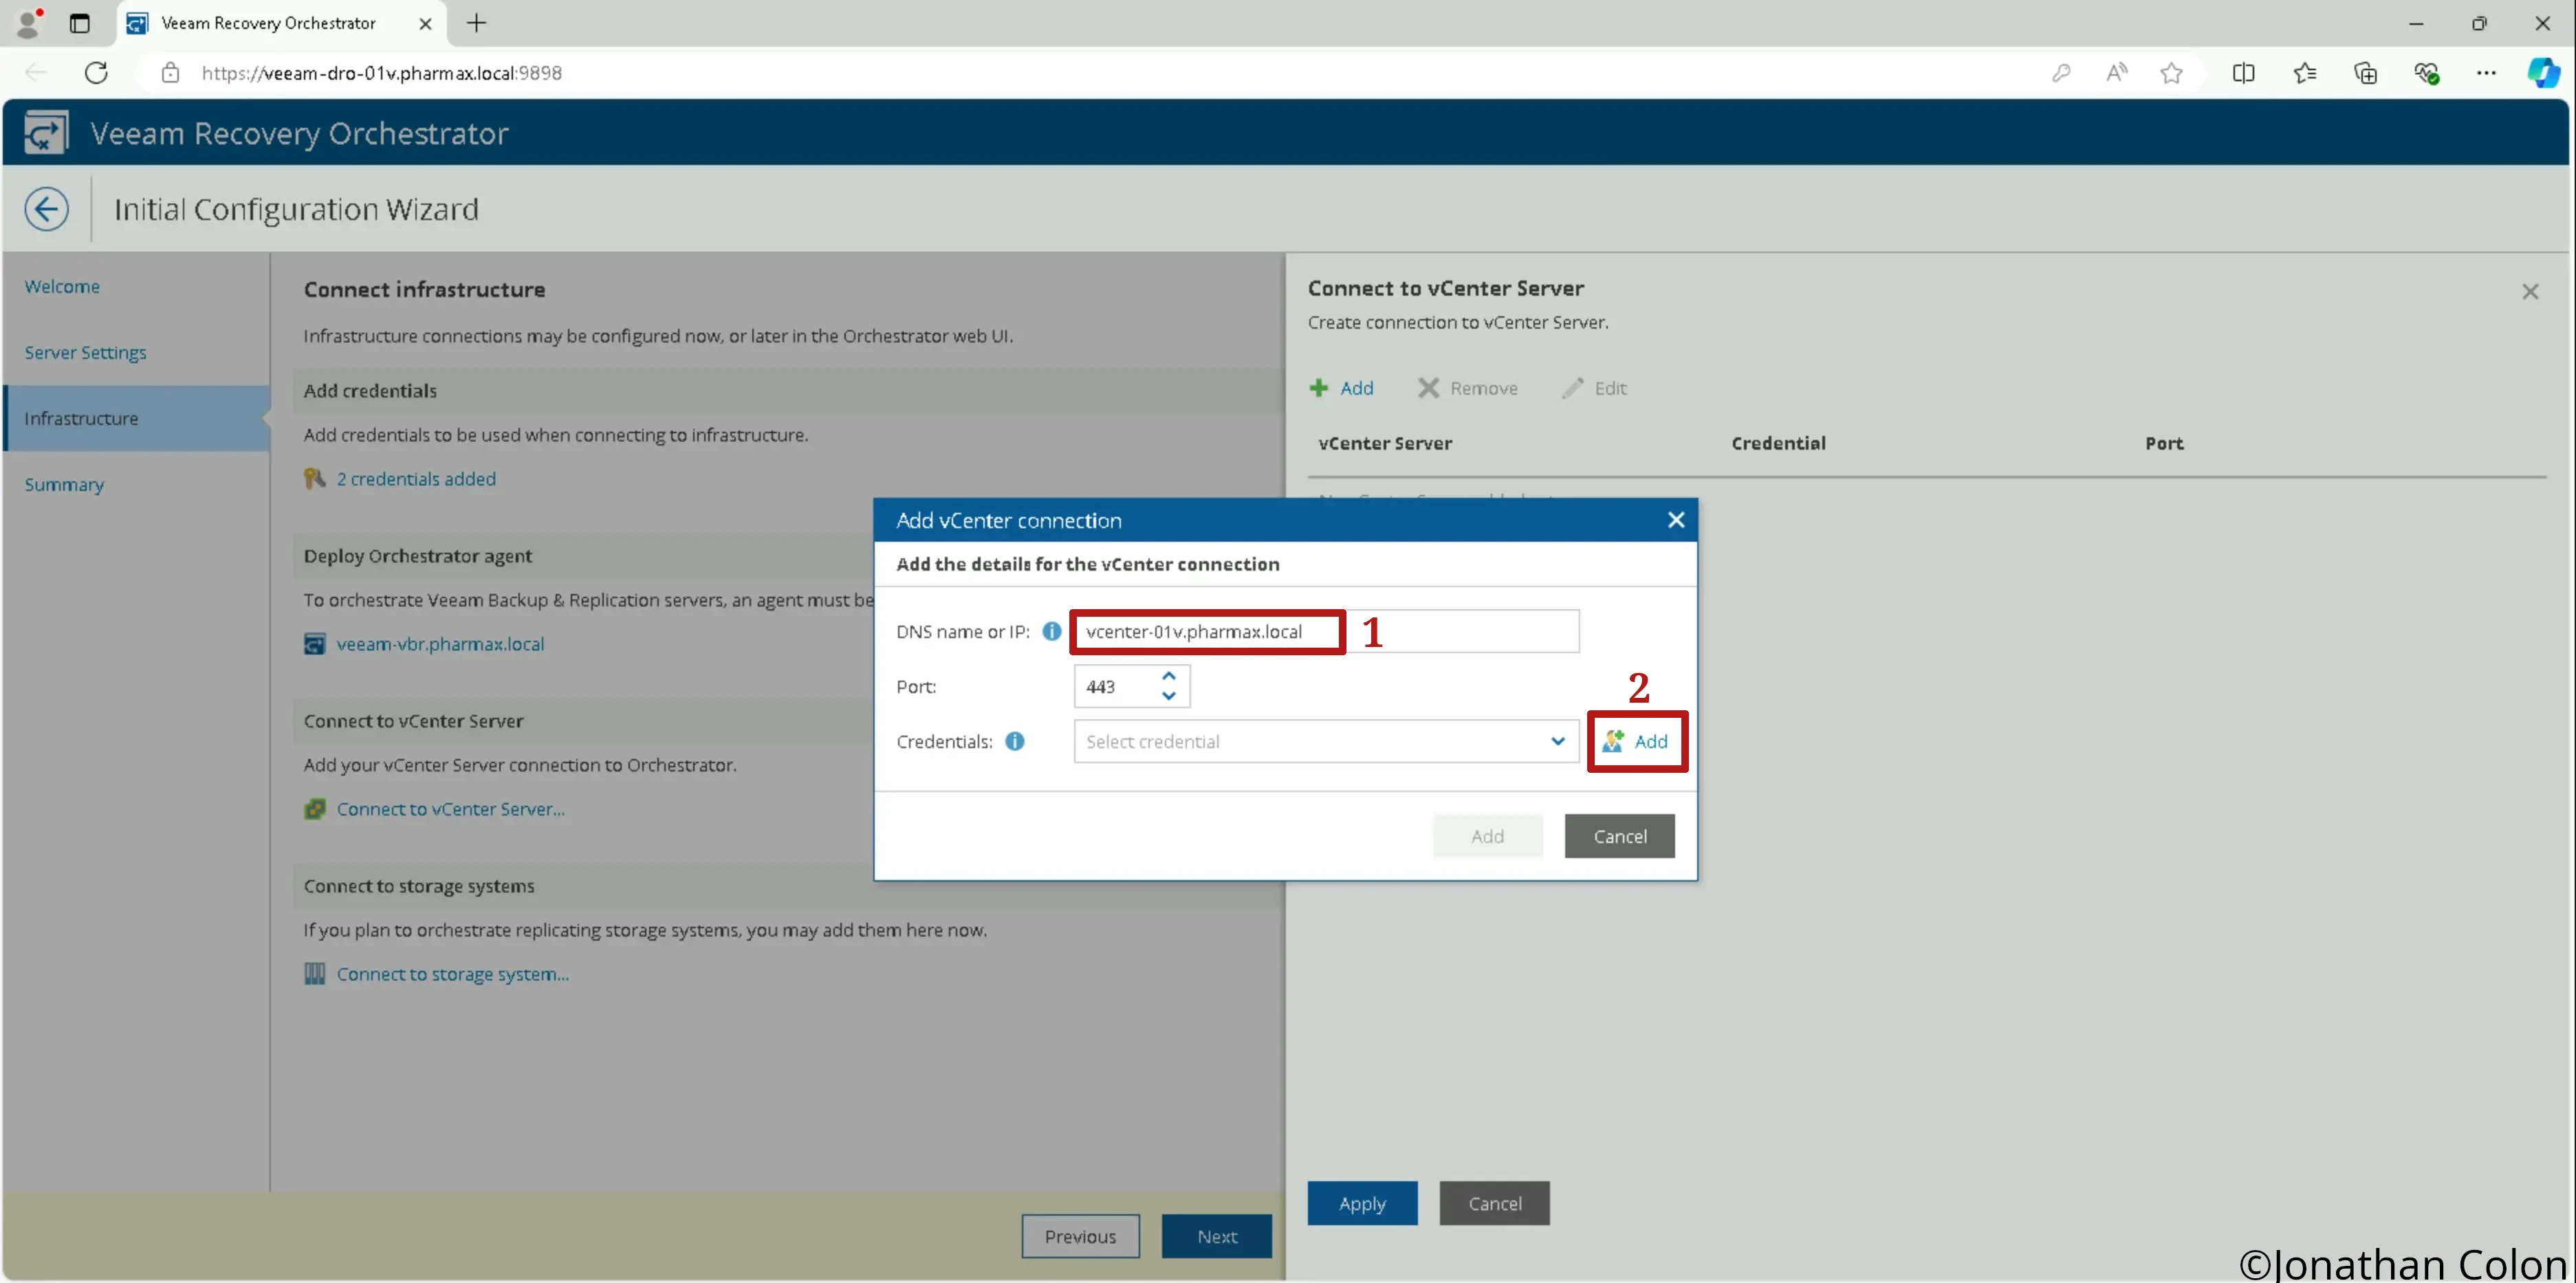 Veeam Recovery Orchestrator
https://veeam-dro-01v.pharmax.local:9898
Veeam Recovery Orchestrator
Initial Configuration Wizard
Welcome
Server Settings
Infrastructure
Summary
Connect infrastructure
Infrastructure connections may be configured now, or later in the Orchestrator web UI.
Add credentials
Add credentials to be used when connecting to infrastructure.
2 credentials added
Deploy Orchestrator agent
To orchestrate Veeam Backup & Replication servers, an agent must be
veeam-vbr.pharmax.local
Connect to vCenter Server
Add your vCenter Server connection to Orchestrator.
Connect to vCenter Server...
Connect to storage systems
If you plan to orchestrate replicating storage systems, you may add them here now.
Connect to storage system...
Previous Next
Connect to vCenter Server
Create connection to vCenter Server.
Add Remove Edit
vCenter Server Credential Port
Add vCenter connection
Add the details for the vCenter connection
DNS name or IP: vcenter-01v.pharmax.local 1
Port: 443
2
Credentials: Select credential Add
Add Cancel
Apply Cancel
©Jonathan Colon